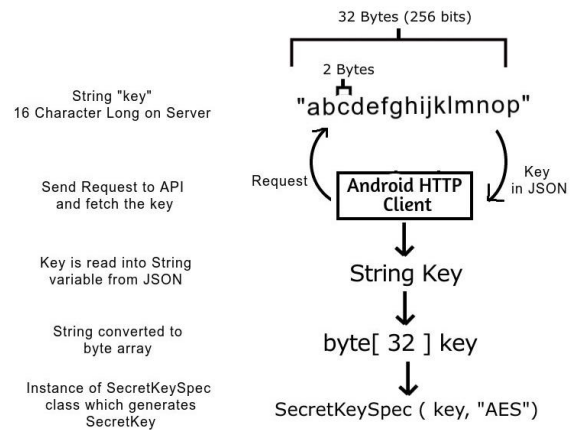 32 Bytes (256 bits)
2 Bytes
String "key"
16 Character Long on Server
"abcdefghijklmnop"
Send Request to API
and fetch the key
Request
Android HTTP
Client
Key
in JSON
Key is read into String
variable from JSON
String Key
String converted to
byte array
byte[ 32 ] key
Instance of SecretKeySpec
class which generates
SecretKey
SecretKeySpec ( key, "AES")